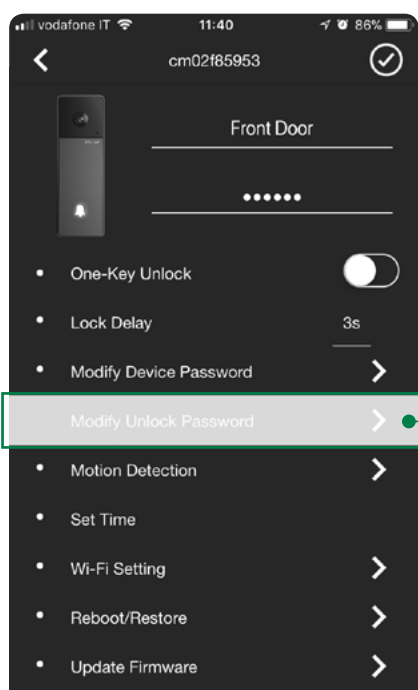 vodafone IT 11:40 86%
cm02f85953
Front Door
••••••
One-Key Unlock
Lock Delay 3s
Modify Device Password
Modify Unlock Password
Motion Detection
Set Time
Wi-Fi Setting
Reboot/Restore
Update Firmware